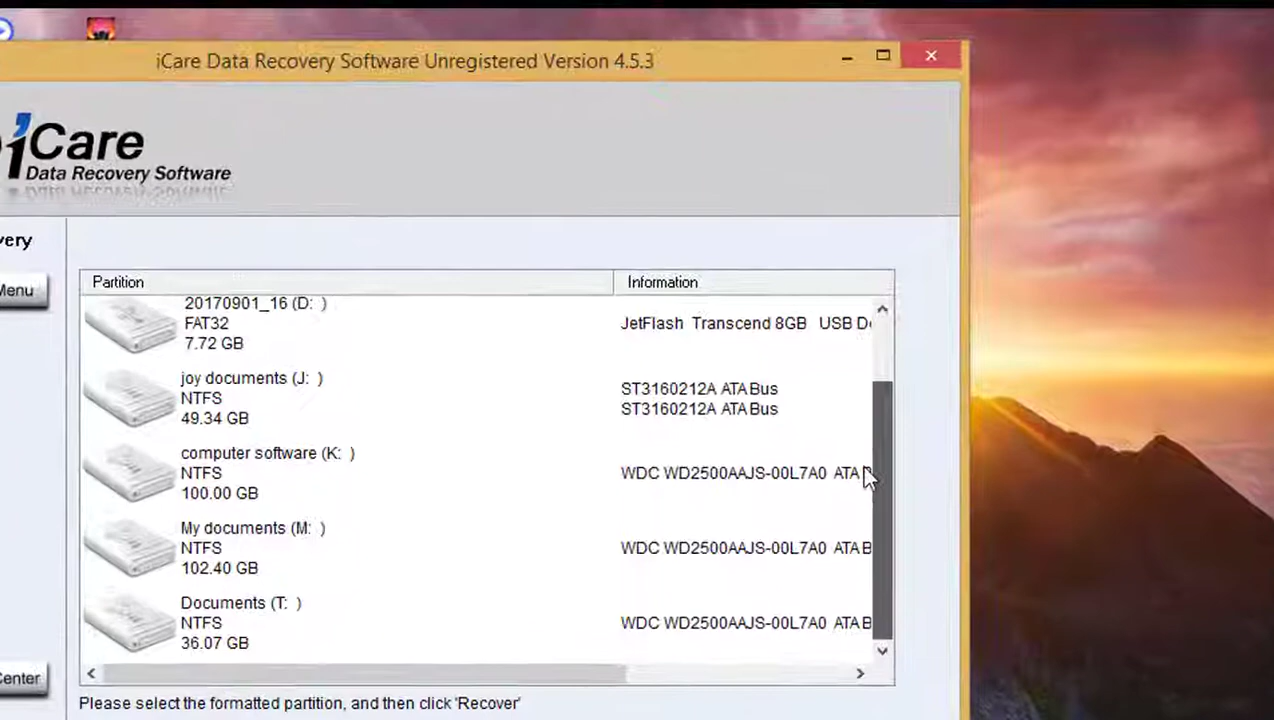 iCare Data Recovery Software Unregistered Version 4.5.3
iCare
Data Recovery Software
very
Menu
Partition Information
20170901_16 (D: )
FAT32 JetFlash Transcend 8GB USB De
7.72 GB
joy documents (J: )
ST3160212A ATA Bus
NTFS
ST3160212A ATA Bus
49.34 GB
computer software (K: )
NTFS WDC WD2500AAJS-00L7A0 ATA
100.00 GB
My documents (M: )
NTFS WDC WD2500AAJS-00L7A0 ATA B
102.40 GB
Documents (T: )
NTFS WDC WD2500AAJS-00L7A0 ATA B
36.07 GB
Center
Please select the formatted partition, and then click 'Recover'